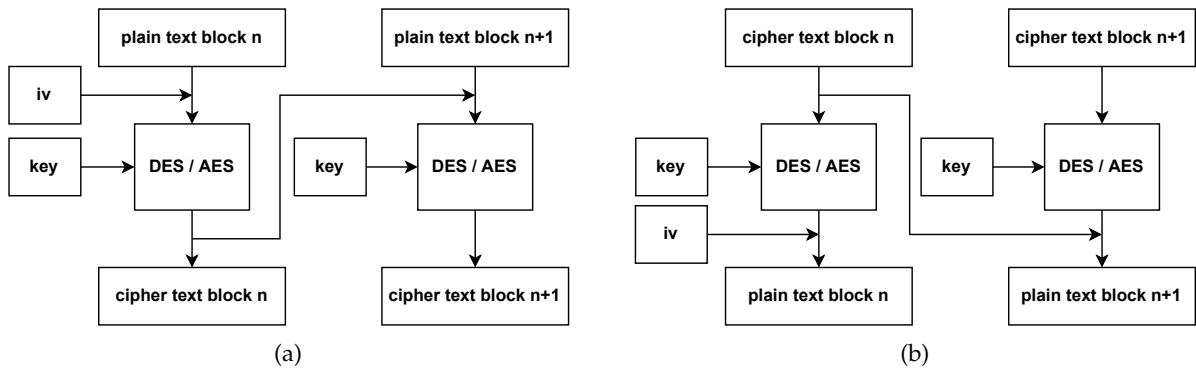 plain text block n
plain text block n+1
iv
key
DES / AES
key
DES / AES
cipher text block n
cipher text block n+1
(a)
cipher text block n
cipher text block n+1
key
DES / AES
key
DES / AES
iv
plain text block n
plain text block n+1
(b)